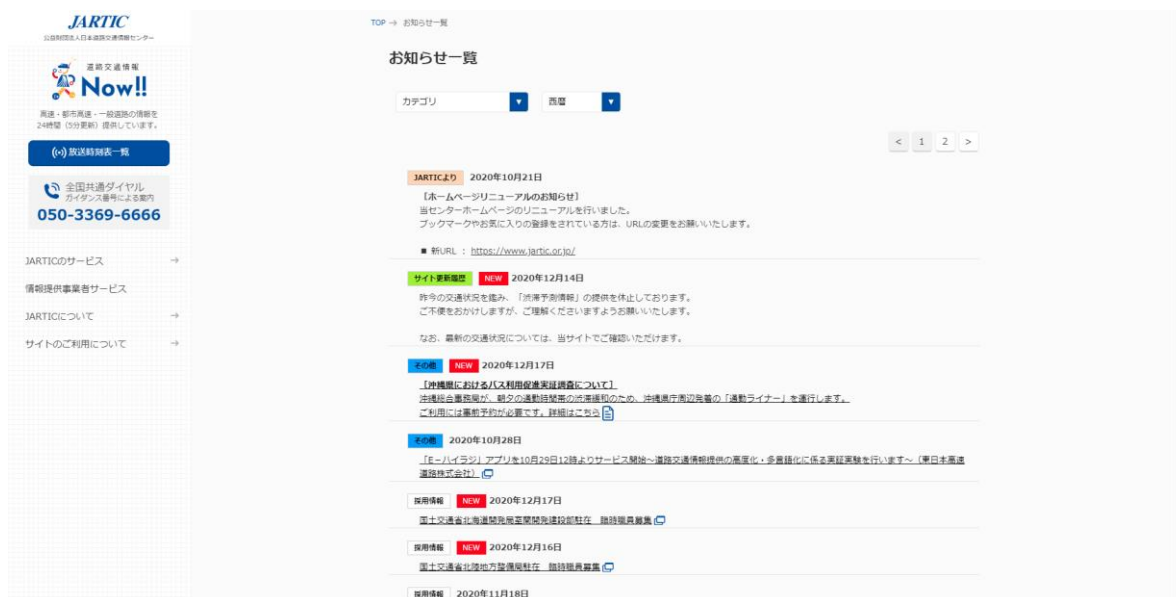 JARTIC
公益財団法人日本道路交通情報センター
道路交通情報
Now!!
高速・都市高速・一般道路の情報を
24時間（5分更新）提供しています。
放送時刻表一覧
全国共通ダイヤル
ガイダンス番号による案内
050-3369-6666
JARTICのサービス →
情報提供事業者サービス
JARTICについて →
サイトのご利用について →
TOP → お知らせ一覧
お知らせ一覧
カテゴリ ▼ 西暦 ▼
< 1 2 >
JARTICより 2020年10月21日
［ホームページリニューアルのお知らせ］
当センターホームページのリニューアルを行いました。
ブックマークやお気に入りの登録をされている方は、URLの変更をお願いいたします。
■ 新URL ： https://www.jartic.or.jp/
サイト更新履歴 NEW 2020年12月14日
昨今の交通状況を鑑み、「渋滞予測情報」の提供を休止しております。
ご不便をおかけしますが、ご理解くださいますようお願いいたします。
なお、最新の交通状況については、当サイトでご確認いただけます。
その他 NEW 2020年12月17日
［沖縄県におけるバス利用促進実証調査について］
沖縄総合事務局が、朝夕の通勤時間帯の渋滞緩和のため、沖縄県庁周辺発着の「通勤ライナー」を運行します。
ご利用には事前予約が必要です。詳細はこちら
その他 2020年10月28日
「E－ハイラジ」アプリを10月29日12時よりサービス開始～道路交通情報提供の高度化・多言語化に係る実証実験を行います～（東日本高速
道路株式会社）
採用情報 NEW 2020年12月17日
国土交通省北海道開発局室蘭開発建設部駐在　臨時職員募集
採用情報 NEW 2020年12月16日
国土交通省北陸地方整備局駐在　臨時職員募集
採用情報 2020年11月18日